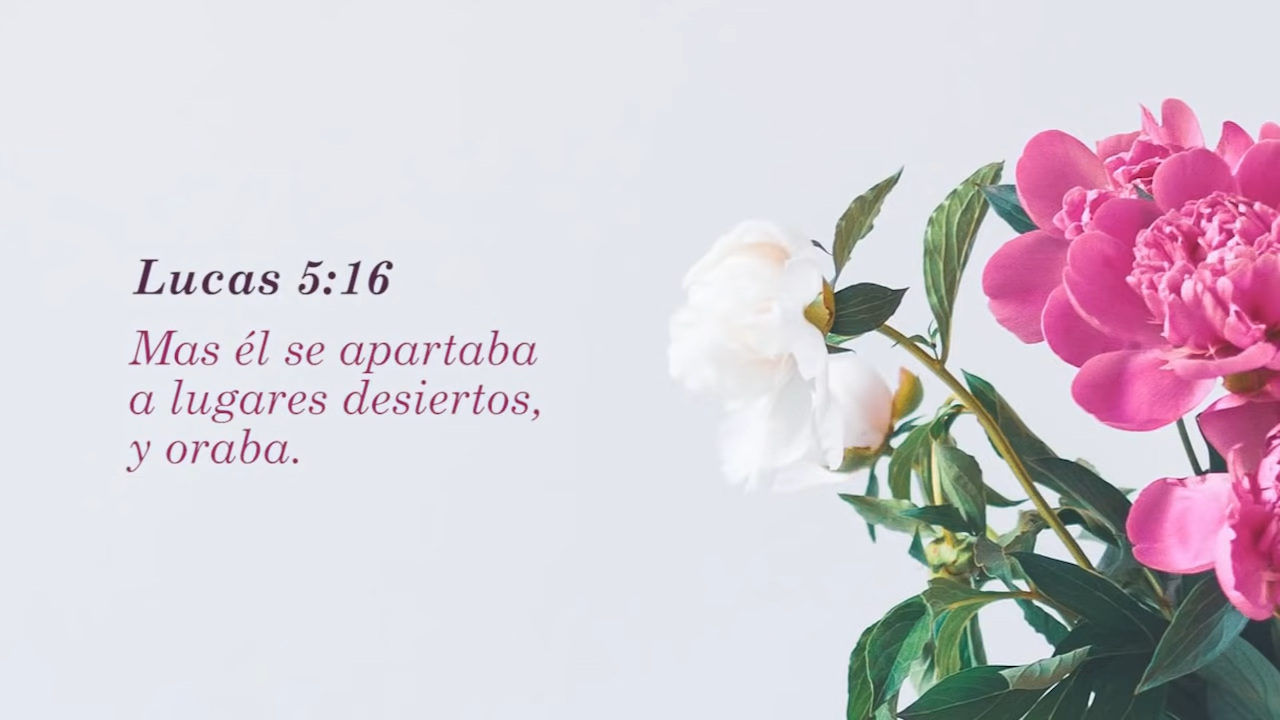 Lucas 5:16
Mas él se apartaba
a lugares desiertos,
y oraba.